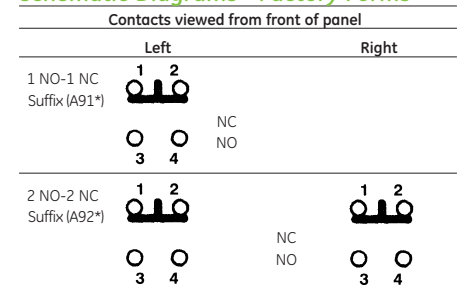 Contacts viewed from front of panel
Left Right
1 NO-1 NC
Suffix (A91*)
1 2
NC
NO
3 4
2 NO-2 NC
Suffix (A92*)
1 2 1 2
NC
NO
3 4 3 4